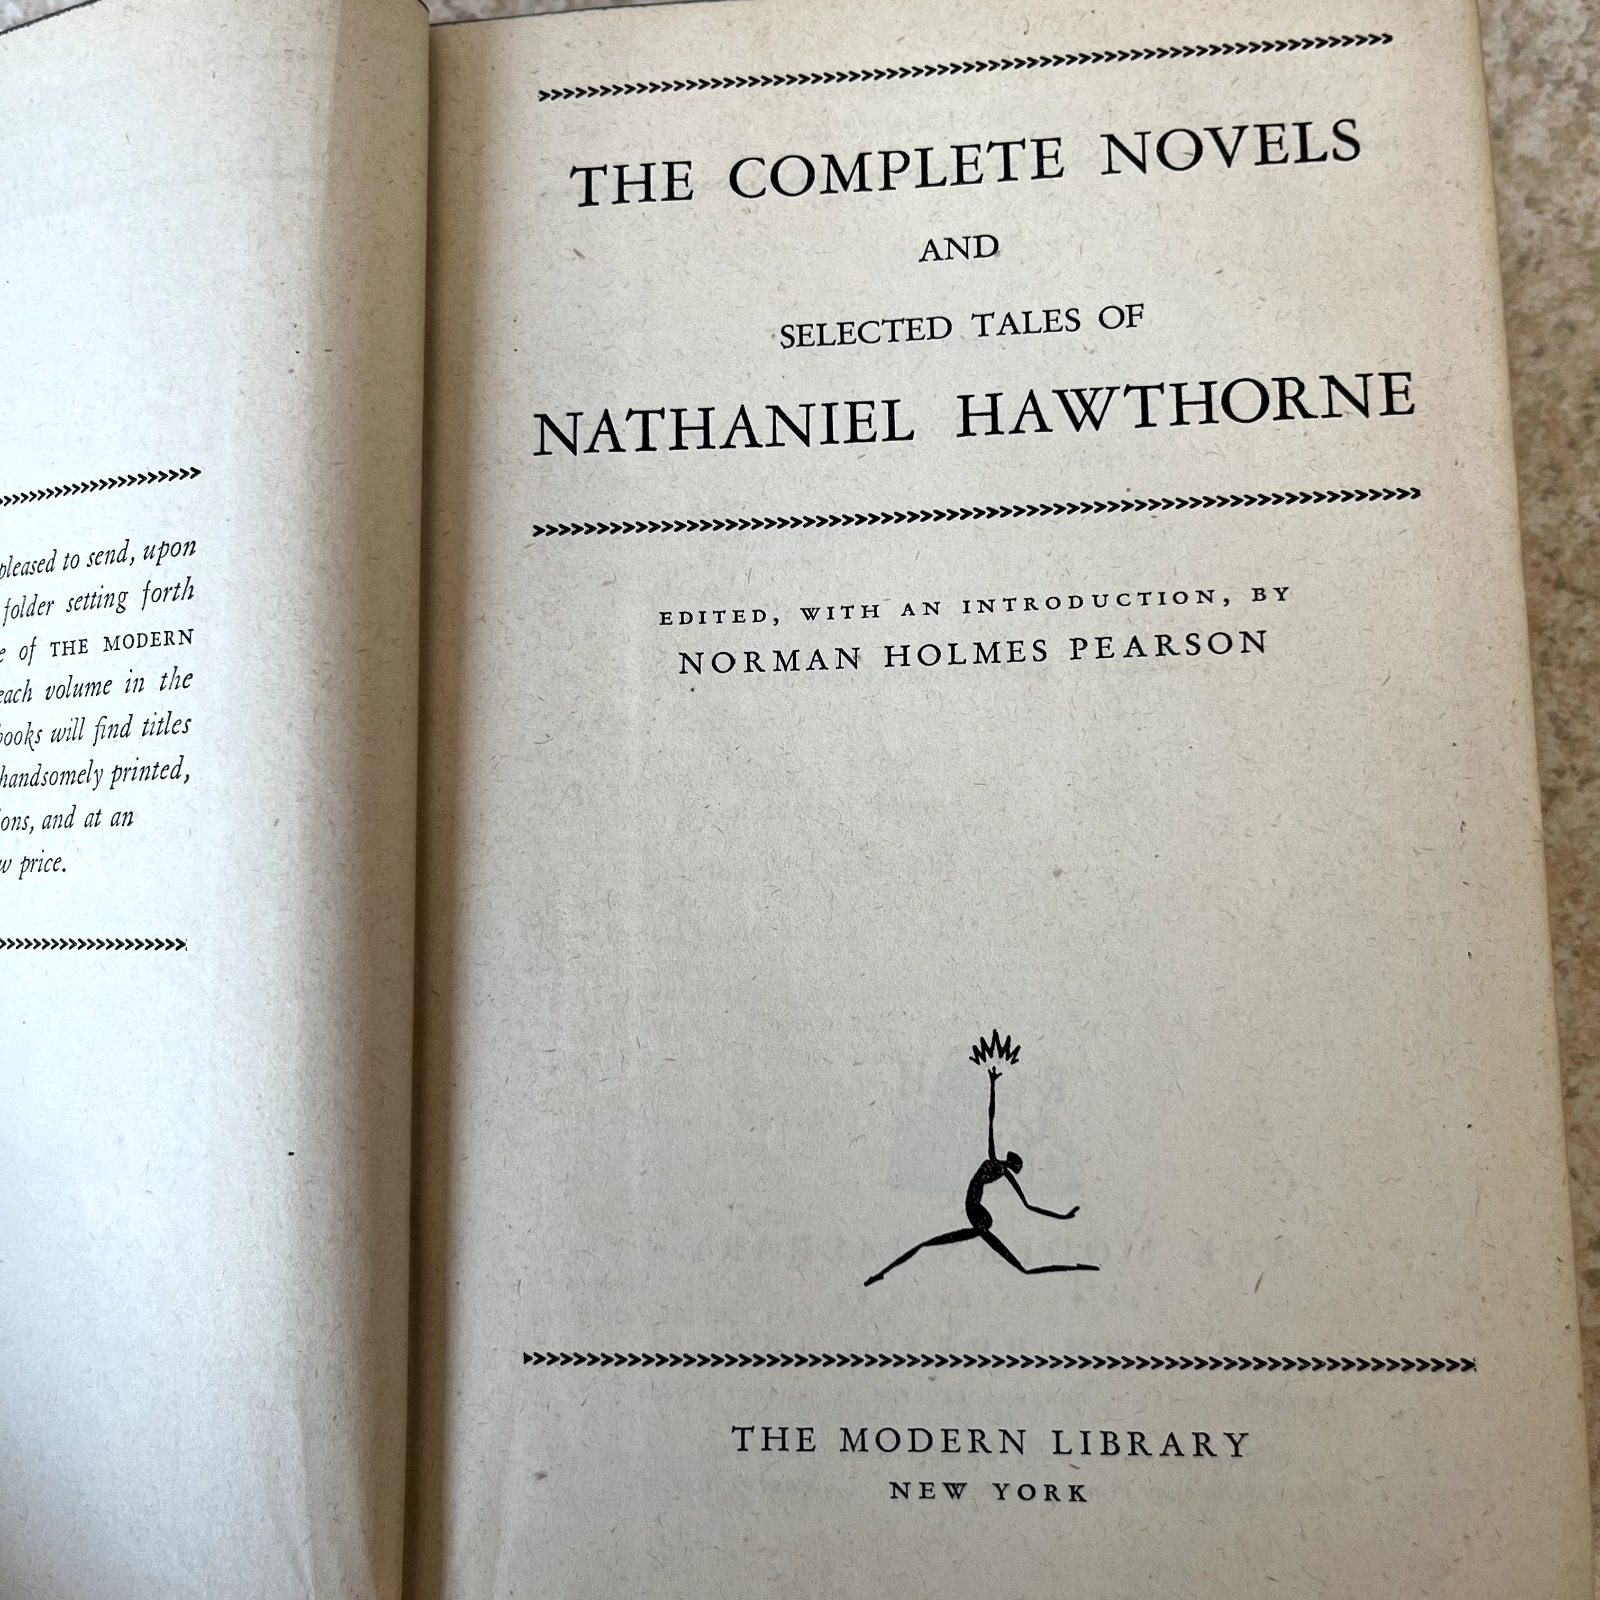 pleased to send, upon
folder setting forth
of THE MODERN
each volume in the
books will find titles
handsomely printed,
and at an
price.
THE COMPLETE NOVELS
AND
SELECTED TALES OF
NATHANIEL HAWTHORNE
EDITED, WITH AN INTRODUCTION, BY
NORMAN HOLMES PEARSON
THE MODERN LIBRARY
NEW YORK